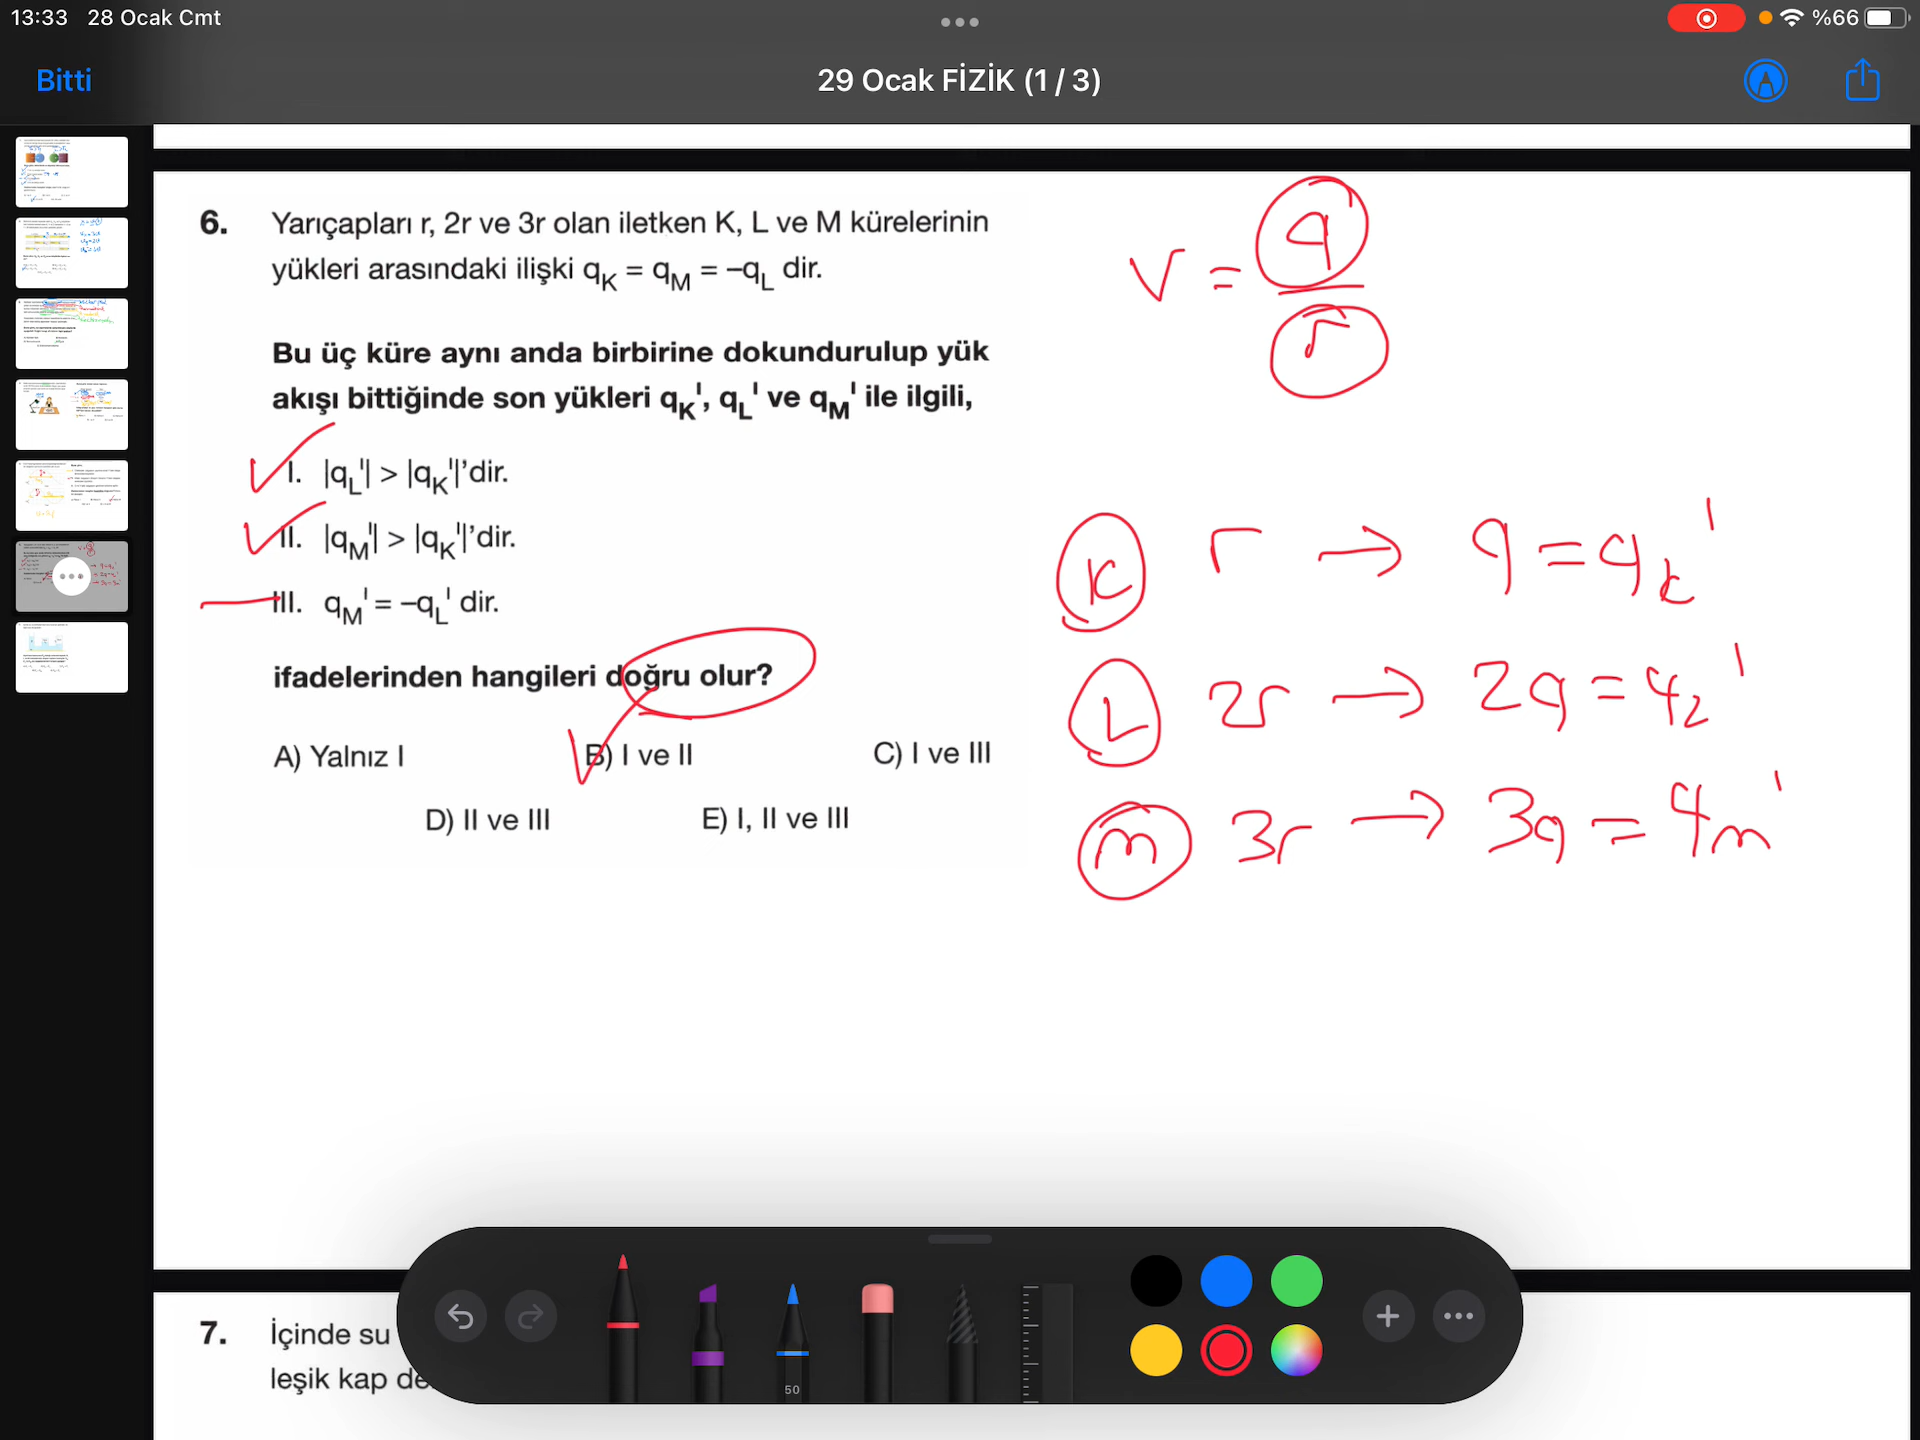 13:33 28 Ocak Cmt
%66
Bitti
29 Ocak FİZİK (1 / 3)
6. Yarıçapları r, 2r ve 3r olan iletken K, L ve M kürelerinin
yükleri arasındaki ilişki qK = qM = –qL dir.
Bu üç küre aynı anda birbirine dokundurulup yük
akışı bittiğinde son yükleri qK', qL' ve qM' ile ilgili,
I. |qL'| > |qK'|'dir.
II. |qM'| > |qK'|'dir.
III. qM' = –qL' dir.
ifadelerinden hangileri doğru olur?
A) Yalnız I B) I ve II C) I ve III
D) II ve III E) I, II ve III
V = q/r
K r → q = qK'
L 2r → 2q = qL'
m 3r → 3q = qm'
7. İçinde su
leşik kap de
50